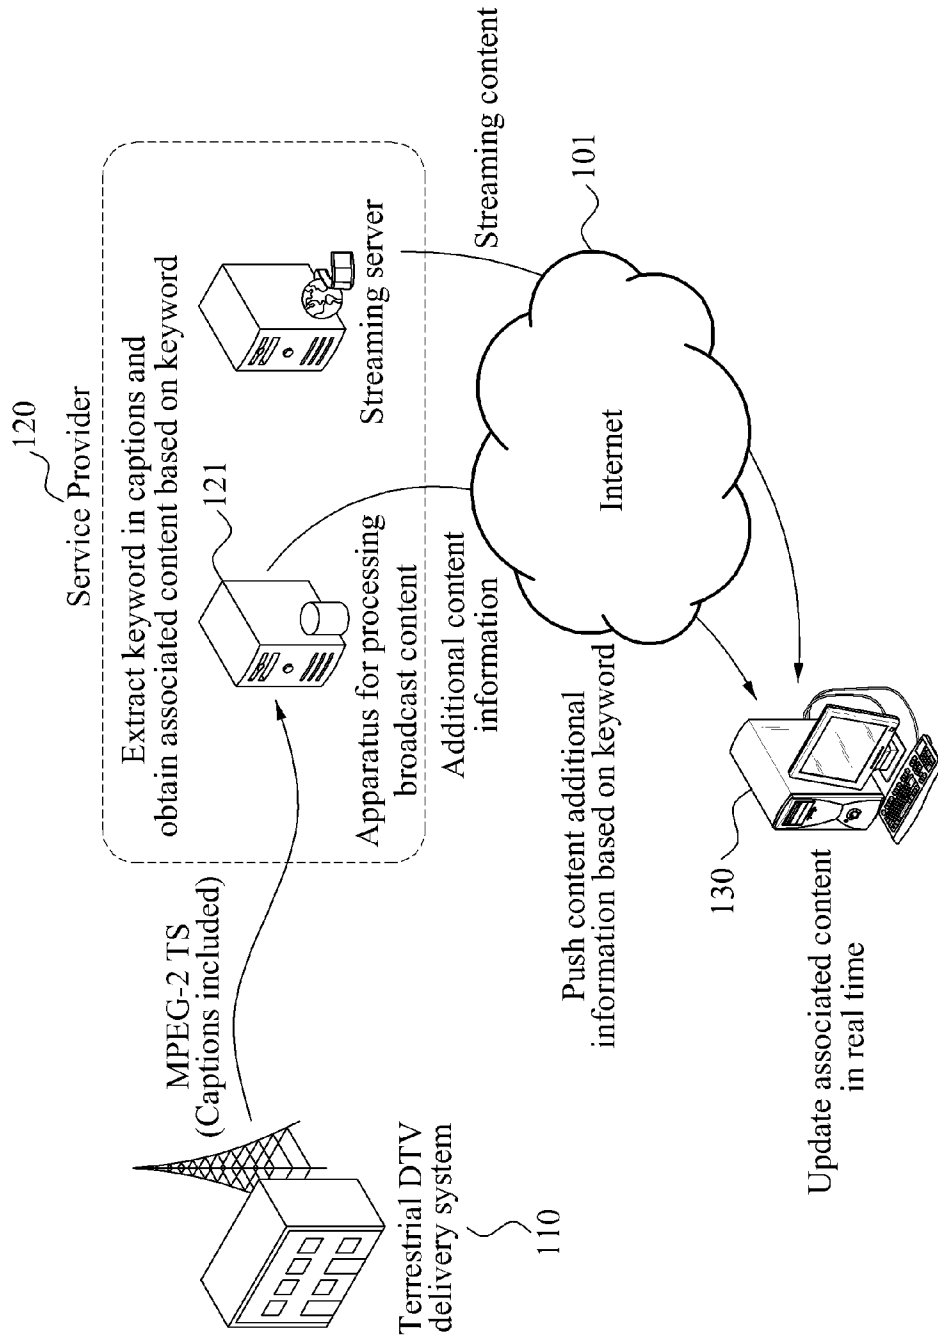 120
Service Provider
Extract keyword in captions and
obtain associated content based on keyword
121
Apparatus for processing
broadcast content
Streaming server
MPEG-2 TS
(Captions included)
Terrestrial DTV
delivery system
110
Additional content
information
Streaming content
101
Internet
Push content additional
information based on keyword
130
Update associated content
in real time